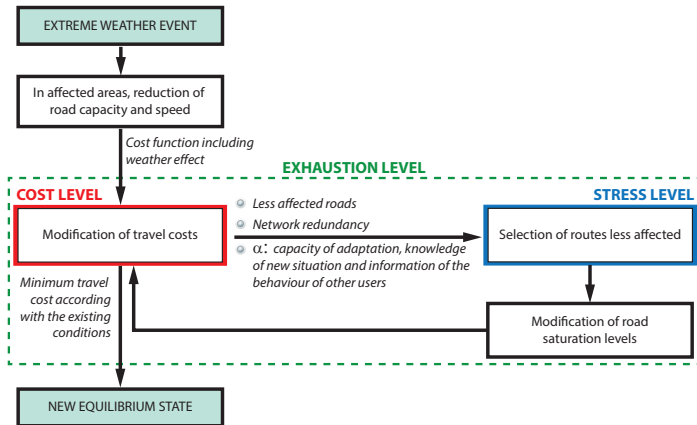 EXTREME WEATHER EVENT
In affected areas, reduction of
road capacity and speed
Cost function including
weather effect
EXHAUSTION LEVEL
COST LEVEL
STRESS LEVEL
Modification of travel costs
Less affected roads
Network redundancy
α: capacity of adaptation, knowledge
of new situation and information of the
behaviour of other users
Selection of routes less affected
Minimum travel
cost according
with the existing
conditions
Modification of road
saturation levels
NEW EQUILIBRIUM STATE